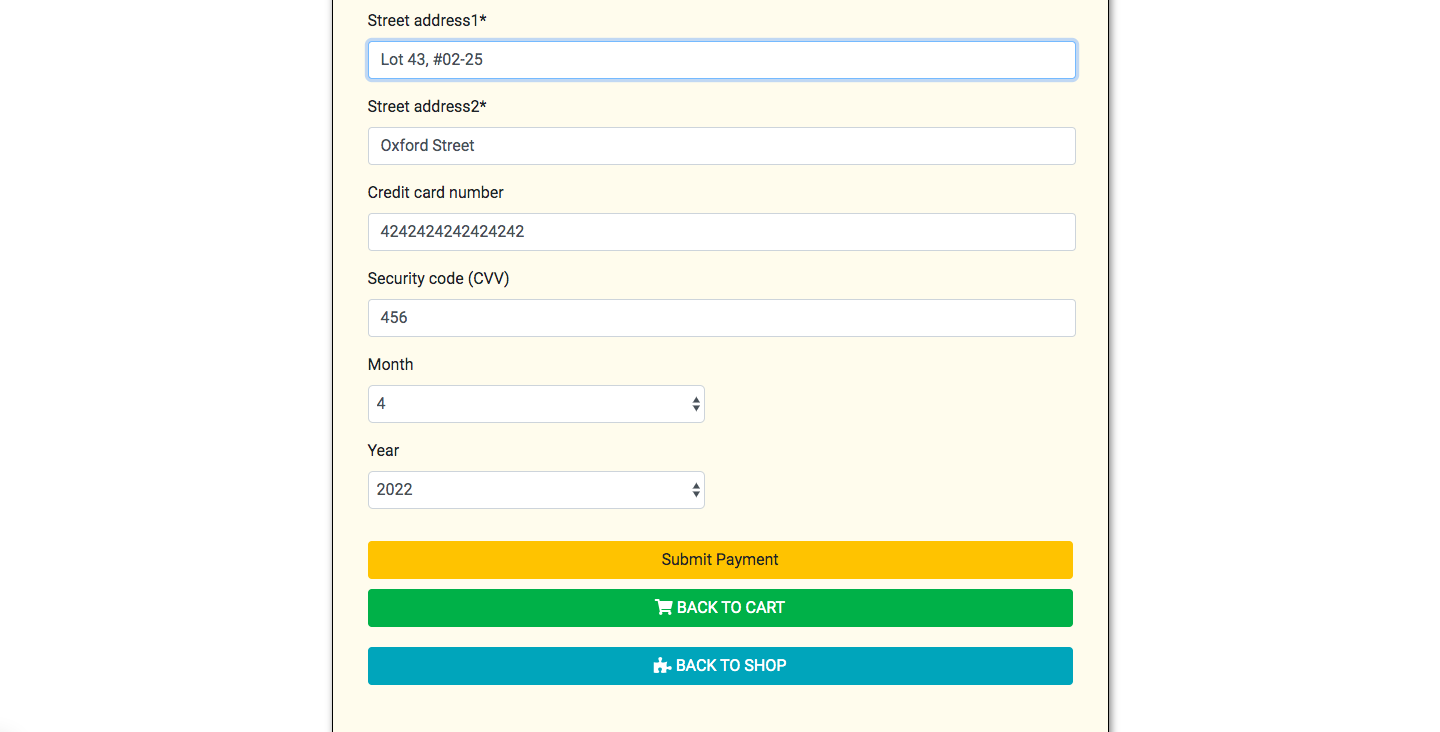 Street address1*
Lot 43, #02-25
Street address2*
Oxford Street
Credit card number
4242424242424242
Security code (CVV)
456
Month
4
Year
2022
Submit Payment
BACK TO CART
BACK TO SHOP